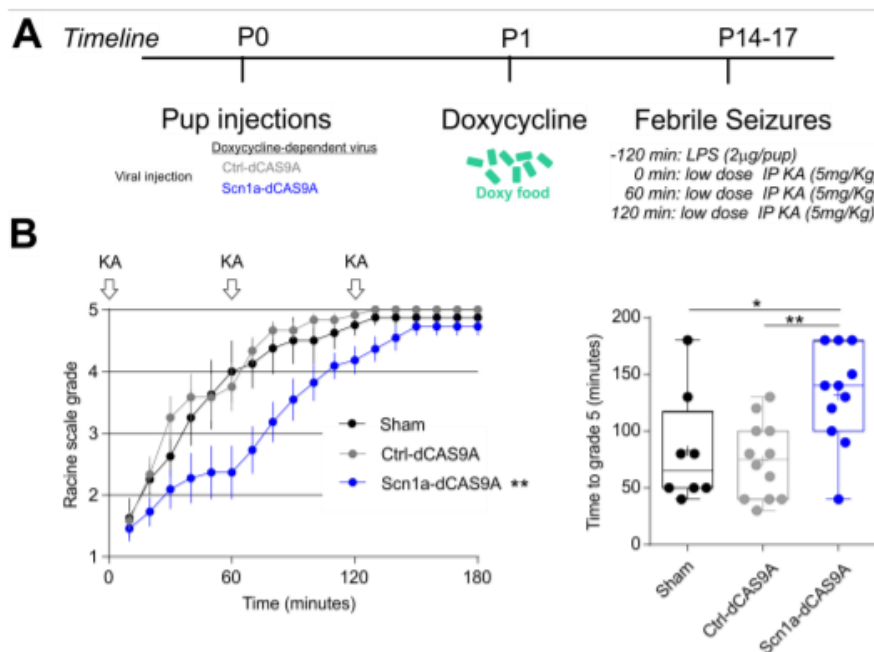 A
Timeline
P0
P1
P14-17
Pup injections
Doxycycline
Febrile Seizures
Doxycycline-dependent virus
Viral injection
Ctrl-dCAS9A
Scn1a-dCAS9A
Doxy food
-120 min: LPS (2µg/pup)
0 min: low dose IP KA (5mg/Kg)
60 min: low dose IP KA (5mg/Kg)
120 min: low dose IP KA (5mg/Kg)
B
KA
KA
KA
Racine scale grade
5
4
3
2
1
0
60
120
180
Time (minutes)
Sham
Ctrl-dCAS9A
Scn1a-dCAS9A **
Time to grade 5 (minutes)
200
150
100
50
0
*
**
Sham
Ctrl-dCAS9A
Scn1a-dCAS9A